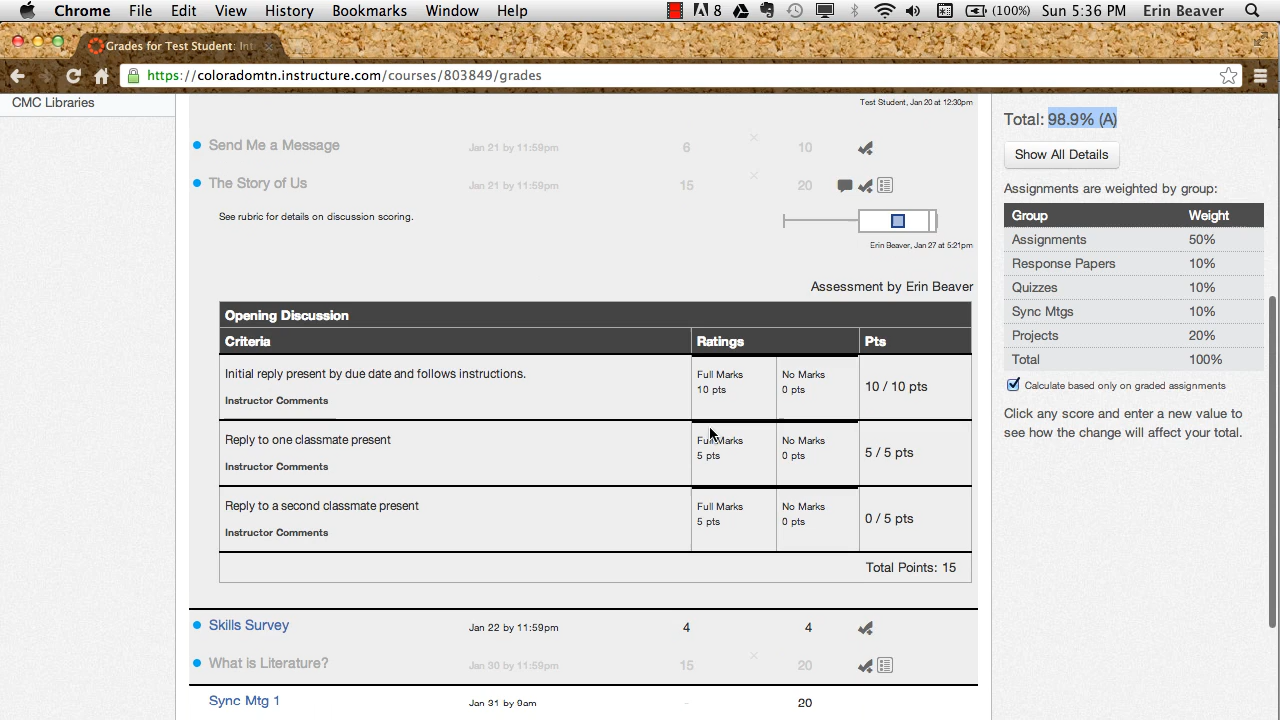 Chrome File Edit View History Bookmarks Window Help 8 (100%) Sun 5:36 PM Erin Beaver
Grades for Test Student: Int
https://coloradomtn.instructure.com/courses/803849/grades
CMC Libraries
Test Student, Jan 20 at 12:30pm
Send Me a Message Jan 21 by 11:59pm 6 10
The Story of Us Jan 21 by 11:59pm 15 20
See rubric for details on discussion scoring.
Erin Beaver, Jan 27 at 5:21pm
Assessment by Erin Beaver
Opening Discussion
Criteria Ratings Pts
Initial reply present by due date and follows instructions.
Instructor Comments
Full Marks
10 pts
No Marks
0 pts
10 / 10 pts
Reply to one classmate present
Instructor Comments
Full Marks
5 pts
No Marks
0 pts
5 / 5 pts
Reply to a second classmate present
Instructor Comments
Full Marks
5 pts
No Marks
0 pts
0 / 5 pts
Total Points: 15
Skills Survey Jan 22 by 11:59pm 4 4
What is Literature? Jan 30 by 11:59pm 15 20
Sync Mtg 1 Jan 31 by 9am - 20
Total: 98.9% (A)
Show All Details
Assignments are weighted by group:
Group Weight
Assignments 50%
Response Papers 10%
Quizzes 10%
Sync Mtgs 10%
Projects 20%
Total 100%
Calculate based only on graded assignments
Click any score and enter a new value to
see how the change will affect your total.